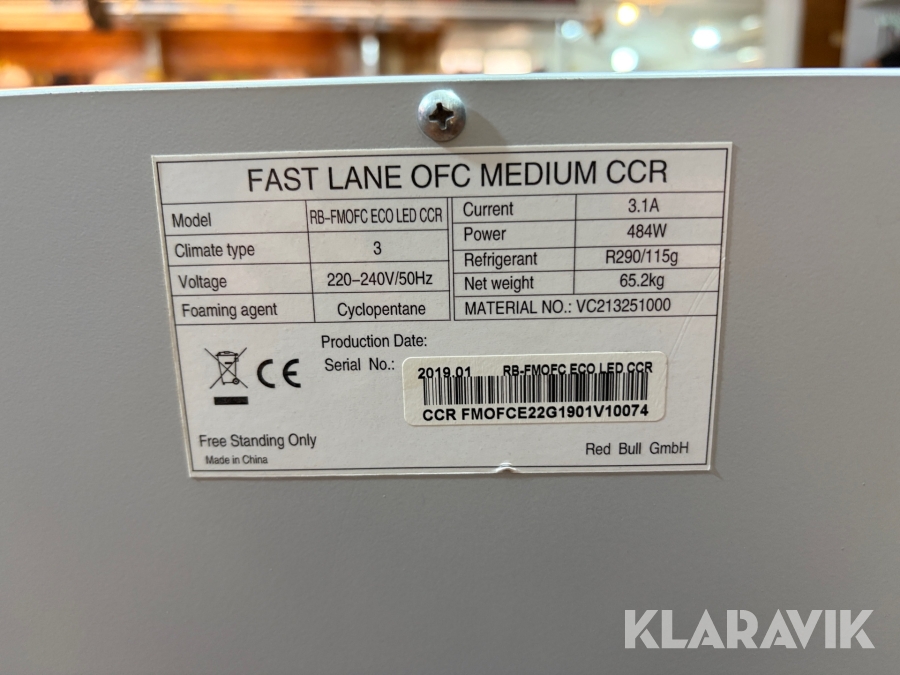 FAST LANE OFC MEDIUM CCR
Model RB-FMOFC ECO LED CCR
Climate type 3
Voltage 220-240V/50Hz
Foaming agent Cyclopentane
Current 3.1A
Power 484W
Refrigerant R290/115g
Net weight 65.2kg
MATERIAL NO.: VC213251000
Production Date:
Serial No.:
2019.01 RB-FMOFC ECO LED CCR
CCR FMOFCE22G1901V10074
CE
Free Standing Only
Made in China
Red Bull GmbH
KLARAVIK